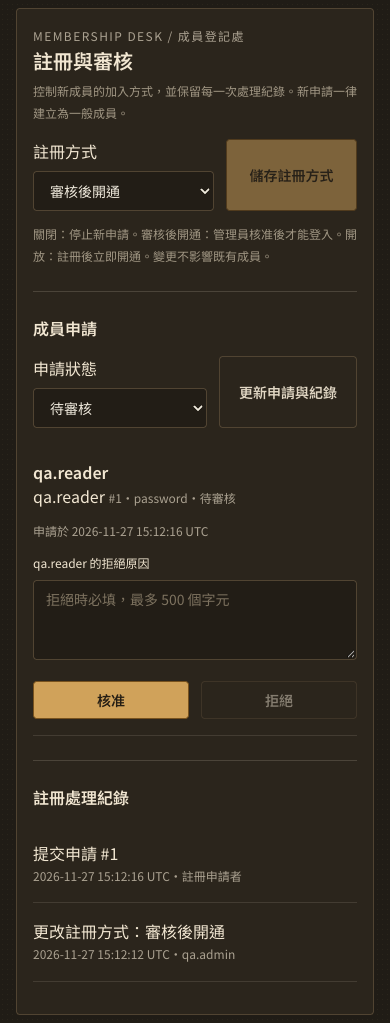 MEMBERSHIP DESK / 成員登記處
註冊與審核
控制新成員的加入方式，並保留每一次處理紀錄。新申請一律
建立為一般成員。
註冊方式
審核後開通
儲存註冊方式
關閉：停止新申請。審核後開通：管理員核准後才能登入。開
放：註冊後立即開通。變更不影響既有成員。
成員申請
申請狀態
待審核
更新申請與紀錄
qa.reader
qa.reader #1・password・待審核
申請於 2026-11-27 15:12:16 UTC
qa.reader 的拒絕原因
拒絕時必填，最多 500 個字元
核准
拒絕
註冊處理紀錄
提交申請 #1
2026-11-27 15:12:16 UTC・註冊申請者
更改註冊方式：審核後開通
2026-11-27 15:12:12 UTC・qa.admin